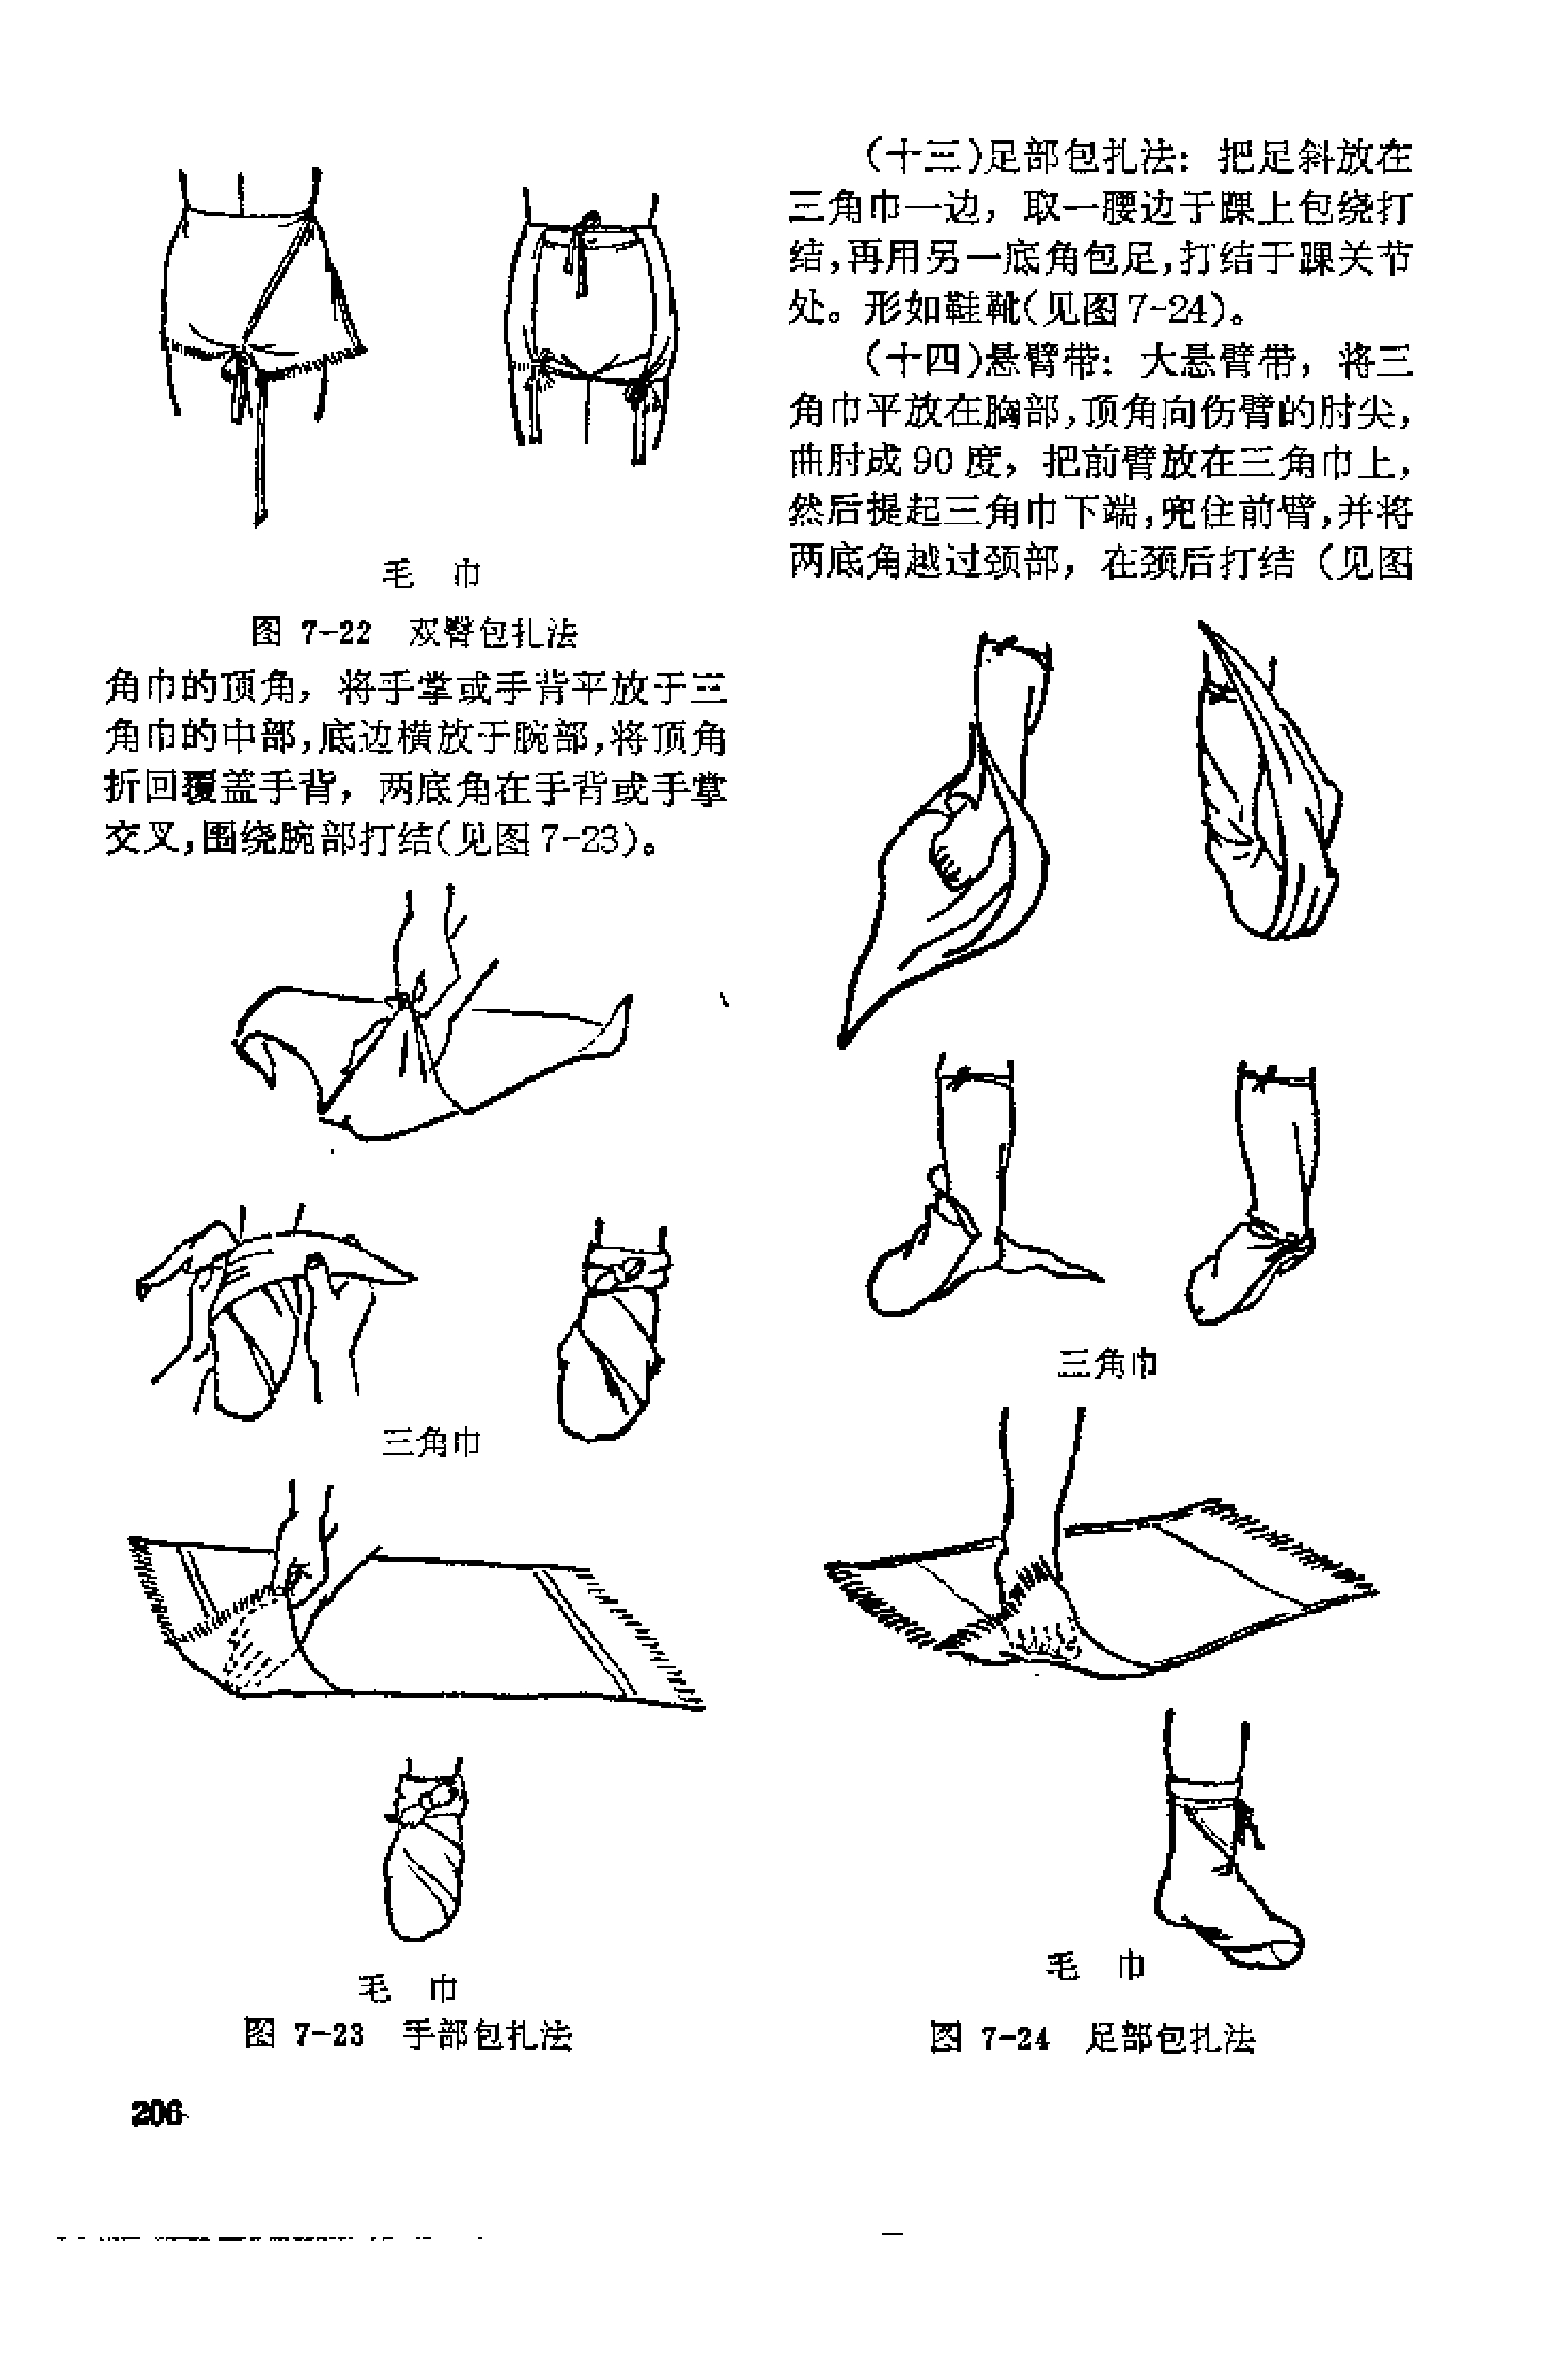 毛 巾
图 7-22 双臀包扎法
角巾的顶角，将手掌或手背平放于三
角巾的中部,底边横放于腕部,将顶角
折回覆盖手背，两底角在手背或手掌
交叉,围绕腕部打结(见图7-23)。
三角巾
毛 巾
图 7-23 手部包扎法
(十三)足部包扎法：把足斜放在
三角巾一边，取一腰边于踝上包绕打
结,再用另一底角包足,打结于踝关节
处。形如鞋靴(见图7-24)。
(十四)悬臂带：大悬臂带，将三
角巾平放在胸部,顶角向伤臂的肘尖,
曲肘成90度，把前臂放在三角巾上，
然后提起三角巾下端,兜住前臂,并将
两底角越过颈部，在颈后打结（见图
三角巾
毛 巾
图 7-24 足部包扎法
206